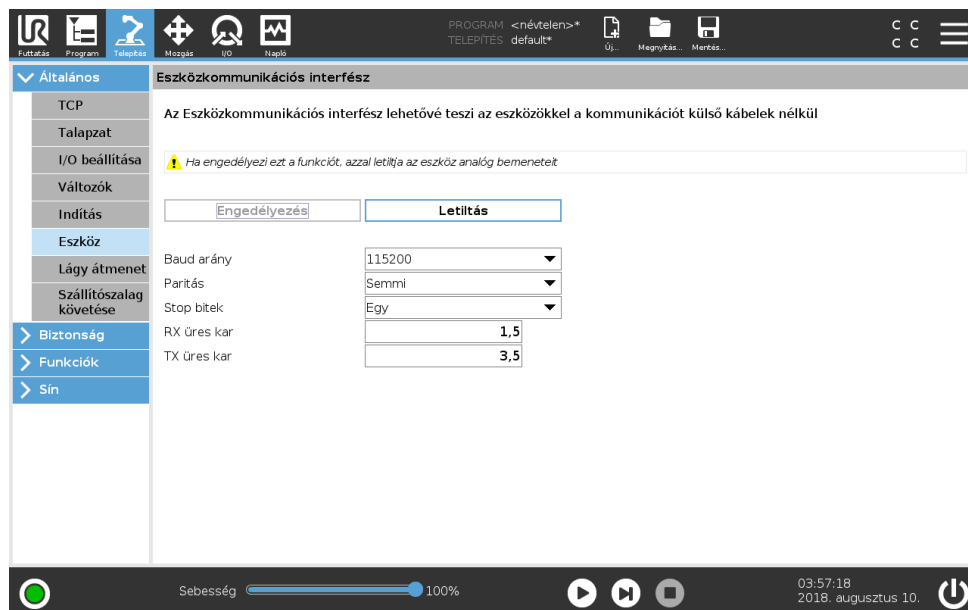 UR
Futtatás
Program
Telepítés
Mozgás
I/O
Napló
PROGRAM <névtelen>*
TELEPÍTÉS default*
Új...
Megnyitás...
Mentés...
C C
C C
Általános
TCP
Talapzat
I/O beállítása
Változók
Indítás
Eszköz
Lágy átmenet
Szállítószalag
követése
Biztonság
Funkciók
Sín
Eszközkommunikációs interfész
Az Eszközkommunikációs interfész lehetővé teszi az eszközökkel a kommunikációt külső kábelek nélkül
Ha engedélyezi ezt a funkciót, azzal letiltja az eszköz analóg bemeneteit
Engedélyezés
Letiltás
Baud arány 115200
Paritás Semmi
Stop bitek Egy
RX üres kar 1,5
TX üres kar 3,5
Sebesség 100%
03:57:18
2018. augusztus 10.